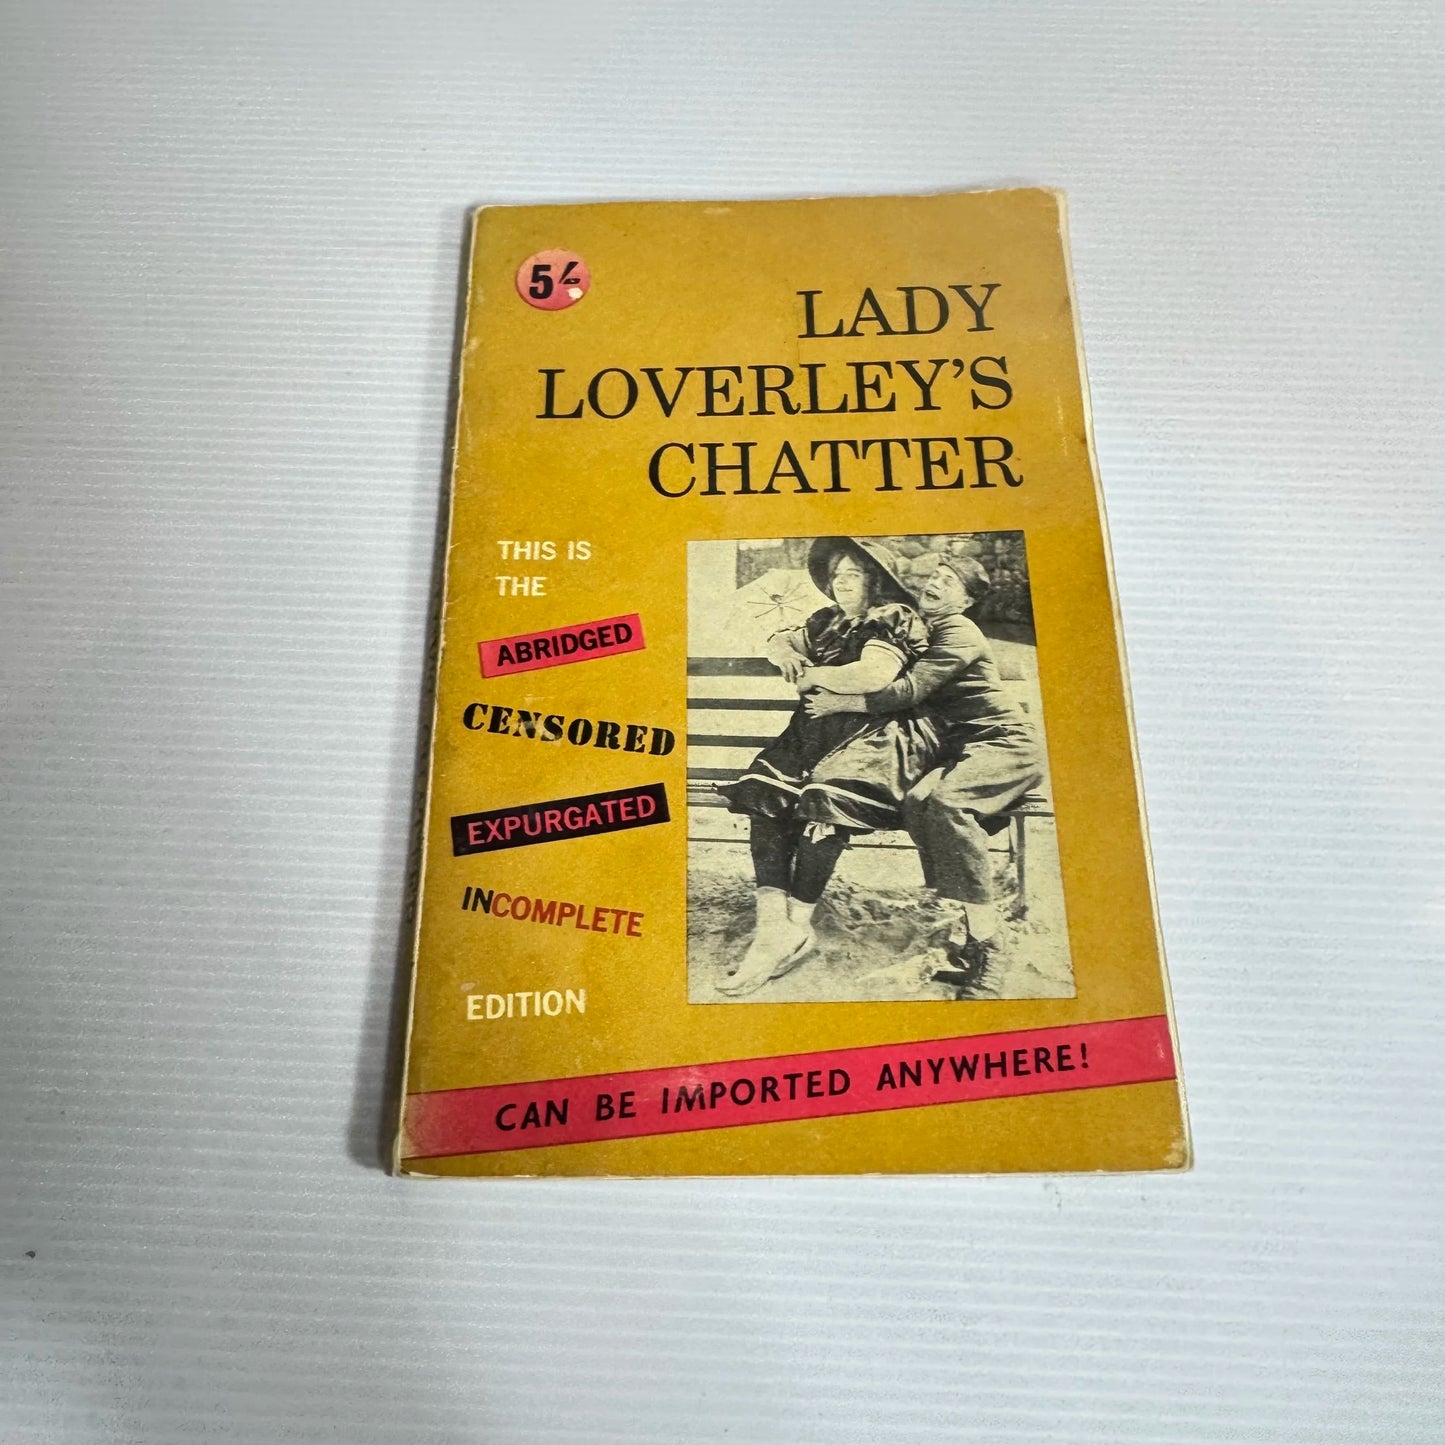 5/-
LADY
LOVERLEY'S
CHATTER
THIS IS
THE
ABRIDGED
CENSORED
EXPURGATED
INCOMPLETE
EDITION
CAN BE IMPORTED ANYWHERE!